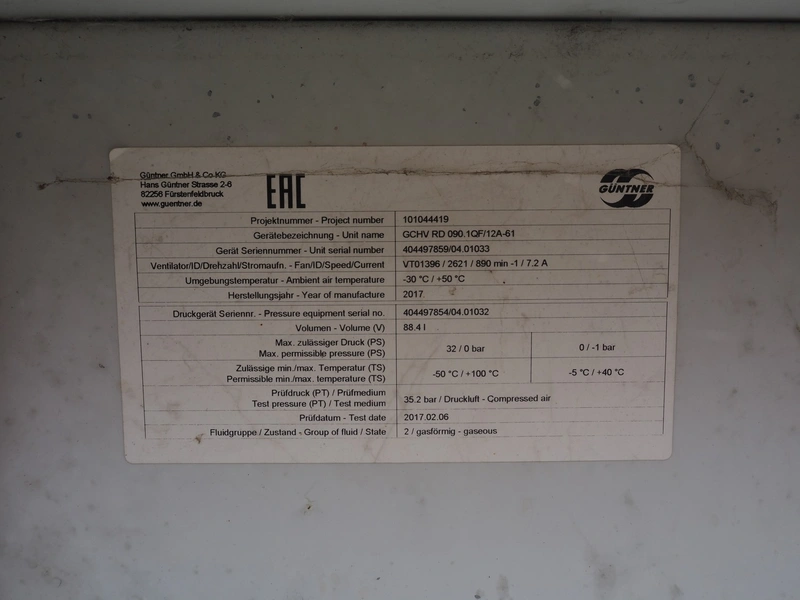 Güntner GmbH & Co KG
Hans Güntner Strasse 2-6
82256 Fürstenfeldbruck
www.guentner.de
EAC
GÜNTNER
Projektnummer - Project number 101044419
Gerätebezeichnung - Unit name GCHV RD 090.1QF/12A-61
Gerät Seriennummer - Unit serial number 404497859/04.01033
Ventilator/ID/Drehzahl/Stromaufn. - Fan/ID/Speed/Current VT01396 / 2621 / 890 min -1 / 7.2 A
Umgebungstemperatur - Ambient air temperature -30 °C / +50 °C
Herstellungsjahr - Year of manufacture 2017
Druckgerät Seriennr. - Pressure equipment serial no. 404497854/04.01032
Volumen - Volume (V) 88.4 l
Max. zulässiger Druck (PS)
Max. permissible pressure (PS) 32 / 0 bar 0 / -1 bar
Zulässige min./max. Temperatur (TS)
Permissible min./max. temperature (TS) -50 °C / +100 °C -5 °C / +40 °C
Prüfdruck (PT) / Prüfmedium
Test pressure (PT) / Test medium 35.2 bar / Druckluft - Compressed air
Prüfdatum - Test date 2017.02.06
Fluidgruppe / Zustand - Group of fluid / State 2 / gasförmig - gaseous